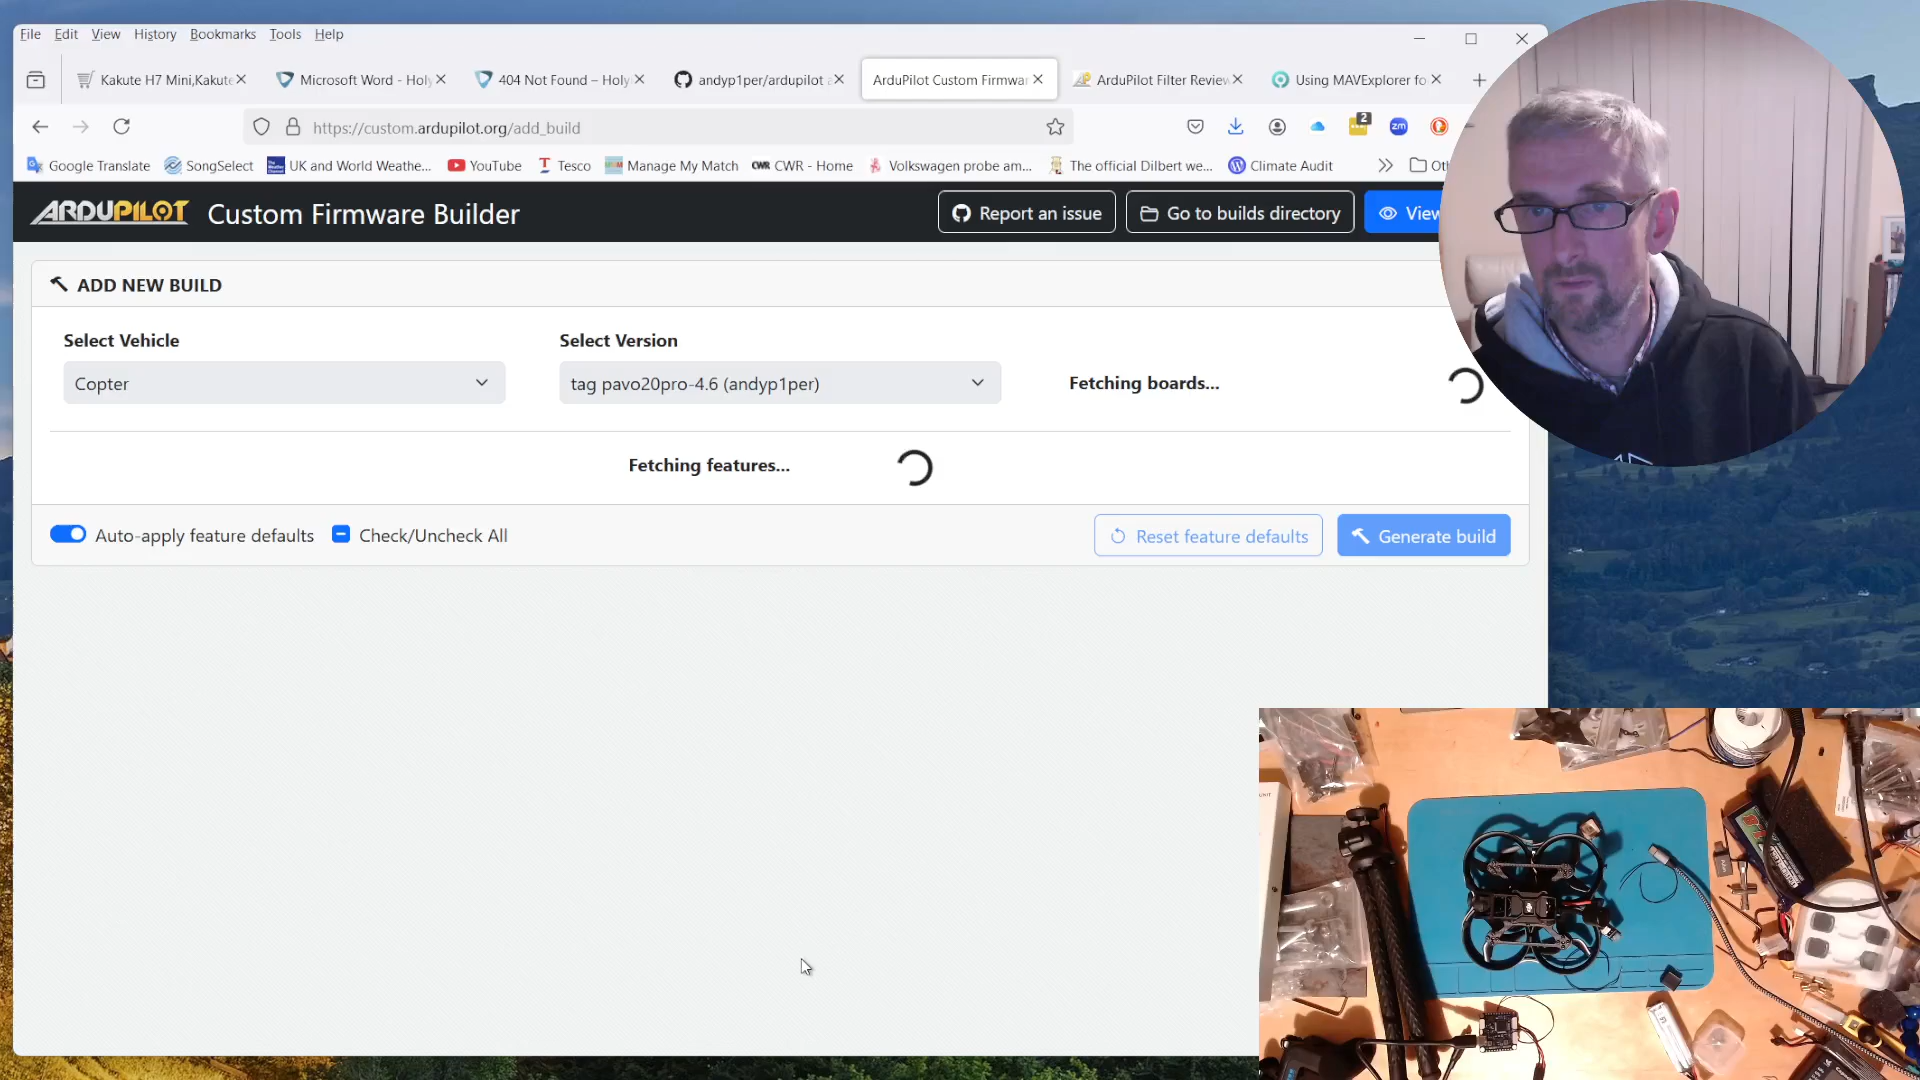 File Edit View History Bookmarks Tools Help
Kakute H7 Mini,Kakute
Microsoft Word - Holy
404 Not Found – Holy
andyp1per/ardupilot a
ArduPilot Custom Firmwar
ArduPilot Filter Review
Using MAVExplorer fo
https://custom.ardupilot.org/add_build
2
zm
Google Translate
SongSelect
UK and World Weathe...
YouTube
Tesco
Manage My Match
CWR CWR - Home
Volkswagen probe am...
The official Dilbert we...
Climate Audit
Ot
ARDUPILOT Custom Firmware Builder
Report an issue
Go to builds directory
View
ADD NEW BUILD
Select Vehicle
Select Version
Copter
tag pavo20pro-4.6 (andyp1per)
Fetching boards...
Fetching features...
Auto-apply feature defaults
Check/Uncheck All
Reset feature defaults
Generate build